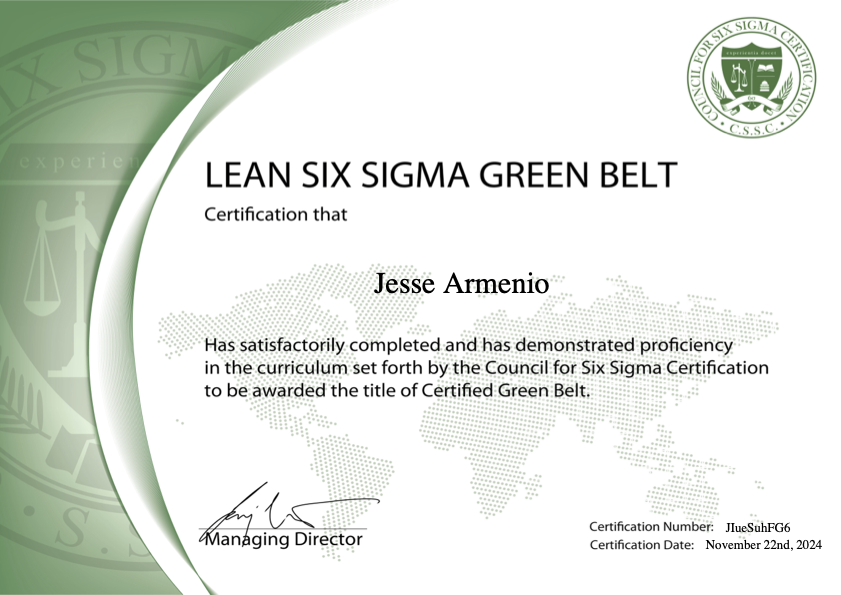 COUNCIL FOR SIX SIGMA CERTIFICATION
experientia docet
• C.S.S.C. •
IX SIGM
experien
LEAN SIX SIGMA GREEN BELT
Certification that
Jesse Armenio
Has satisfactorily completed and has demonstrated proficiency
in the curriculum set forth by the Council for Six Sigma Certification
to be awarded the title of Certified Green Belt.
Managing Director
Certification Number: JIueSuhFG6
Certification Date: November 22nd, 2024
• S.